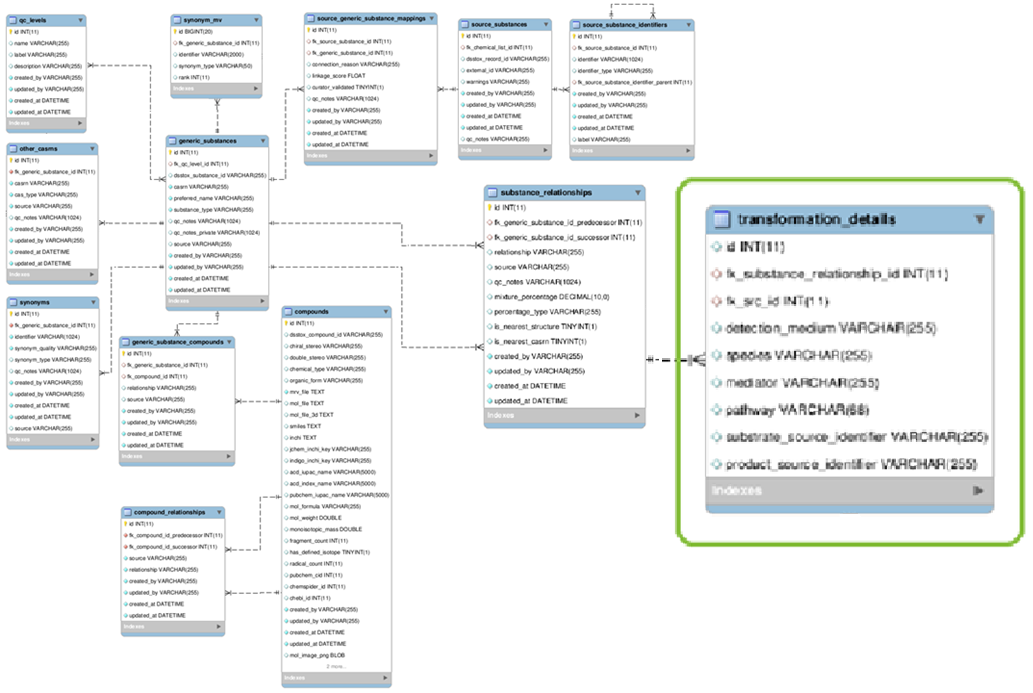 qc_levels
id INT(11)
name VARCHAR(255)
label VARCHAR(255)
description VARCHAR(255)
created_by VARCHAR(255)
updated_by VARCHAR(255)
created_at DATETIME
updated_at DATETIME
Indexes
synonym_mv
id BIGINT(20)
fk_generic_substance_id INT(11)
identifier VARCHAR(2000)
synonym_type VARCHAR(50)
rank INT(11)
Indexes
source_generic_substance_mappings
id INT(11)
fk_source_substance_id INT(11)
fk_generic_substance_id INT(11)
connection_reason VARCHAR(255)
linkage_score FLOAT
curator_validated TINYINT(1)
qc_notes VARCHAR(1024)
created_by VARCHAR(255)
updated_by VARCHAR(255)
created_at DATETIME
updated_at DATETIME
Indexes
source_substances
id INT(11)
fk_chemical_list_id INT(11)
dsstox_record_id VARCHAR(255)
external_id VARCHAR(255)
warnings VARCHAR(255)
created_by VARCHAR(255)
updated_by VARCHAR(255)
created_at DATETIME
updated_at DATETIME
qc_notes VARCHAR(255)
Indexes
source_substance_identifiers
id INT(11)
fk_source_substance_id INT(11)
identifier VARCHAR(1024)
identifier_type VARCHAR(255)
fk_source_substance_identifier_parent INT(11)
created_by VARCHAR(255)
updated_by VARCHAR(255)
created_at DATETIME
updated_at DATETIME
label VARCHAR(255)
Indexes
other_casrns
id INT(11)
fk_generic_substance_id INT(11)
casrn VARCHAR(255)
cas_type VARCHAR(255)
source VARCHAR(255)
qc_notes VARCHAR(1024)
created_by VARCHAR(255)
updated_by VARCHAR(255)
created_at DATETIME
updated_at DATETIME
Indexes
generic_substances
id INT(11)
fk_qc_level_id INT(11)
dsstox_substance_id VARCHAR(255)
casrn VARCHAR(255)
preferred_name VARCHAR(255)
substance_type VARCHAR(255)
qc_notes VARCHAR(1024)
qc_notes_private VARCHAR(1024)
source VARCHAR(255)
created_by VARCHAR(255)
updated_by VARCHAR(255)
created_at DATETIME
updated_at DATETIME
Indexes
substance_relationships
id INT(11)
fk_generic_substance_id_predecessor INT(11)
fk_generic_substance_id_successor INT(11)
relationship VARCHAR(255)
source VARCHAR(255)
qc_notes VARCHAR(1024)
mixture_percentage DECIMAL(10,0)
percentage_type VARCHAR(255)
is_nearest_structure TINYINT(1)
is_nearest_casrn TINYINT(1)
created_by VARCHAR(255)
updated_by VARCHAR(255)
created_at DATETIME
updated_at DATETIME
Indexes
transformation_details
id INT(11)
fk_substance_relationship_id INT(11)
fk_src_id INT(11)
detection_medium VARCHAR(255)
species VARCHAR(255)
mediator VARCHAR(255)
pathway VARCHAR(68)
substrate_source_identifier VARCHAR(255)
product_source_identifier VARCHAR(255)
Indexes
synonyms
id INT(11)
fk_generic_substance_id INT(11)
identifier VARCHAR(1024)
synonym_quality VARCHAR(255)
synonym_type VARCHAR(255)
qc_notes VARCHAR(1024)
created_by VARCHAR(255)
updated_by VARCHAR(255)
created_at DATETIME
updated_at DATETIME
source VARCHAR(255)
Indexes
generic_substance_compounds
id INT(11)
fk_generic_substance_id INT(11)
fk_compound_id INT(11)
relationship VARCHAR(255)
source VARCHAR(255)
created_by VARCHAR(255)
updated_by VARCHAR(255)
created_at DATETIME
updated_at DATETIME
Indexes
compounds
id INT(11)
dsstox_compound_id VARCHAR(255)
chiral_stereo VARCHAR(255)
double_stereo VARCHAR(255)
chemical_type VARCHAR(255)
organic_form VARCHAR(255)
mrv_file TEXT
mol_file TEXT
mol_file_3d TEXT
smiles TEXT
inchi TEXT
jchem_inchi_key VARCHAR(255)
indigo_inchi_key VARCHAR(255)
acd_iupac_name VARCHAR(5000)
acd_index_name VARCHAR(5000)
pubchem_iupac_name VARCHAR(5000)
mol_formula VARCHAR(255)
mol_weight DOUBLE
monoisotopic_mass DOUBLE
fragment_count INT(11)
has_defined_isotope TINYINT(1)
radical_count INT(11)
pubchem_cid INT(11)
chemspider_id INT(11)
chebi_id INT(11)
created_by VARCHAR(255)
updated_by VARCHAR(255)
created_at DATETIME
updated_at DATETIME
mol_image_png BLOB
2 more...
Indexes
compound_relationships
id INT(11)
fk_compound_id_predecessor INT(11)
fk_compound_id_successor INT(11)
source VARCHAR(255)
relationship VARCHAR(255)
created_by VARCHAR(255)
updated_by VARCHAR(255)
created_at DATETIME
updated_at DATETIME
Indexes